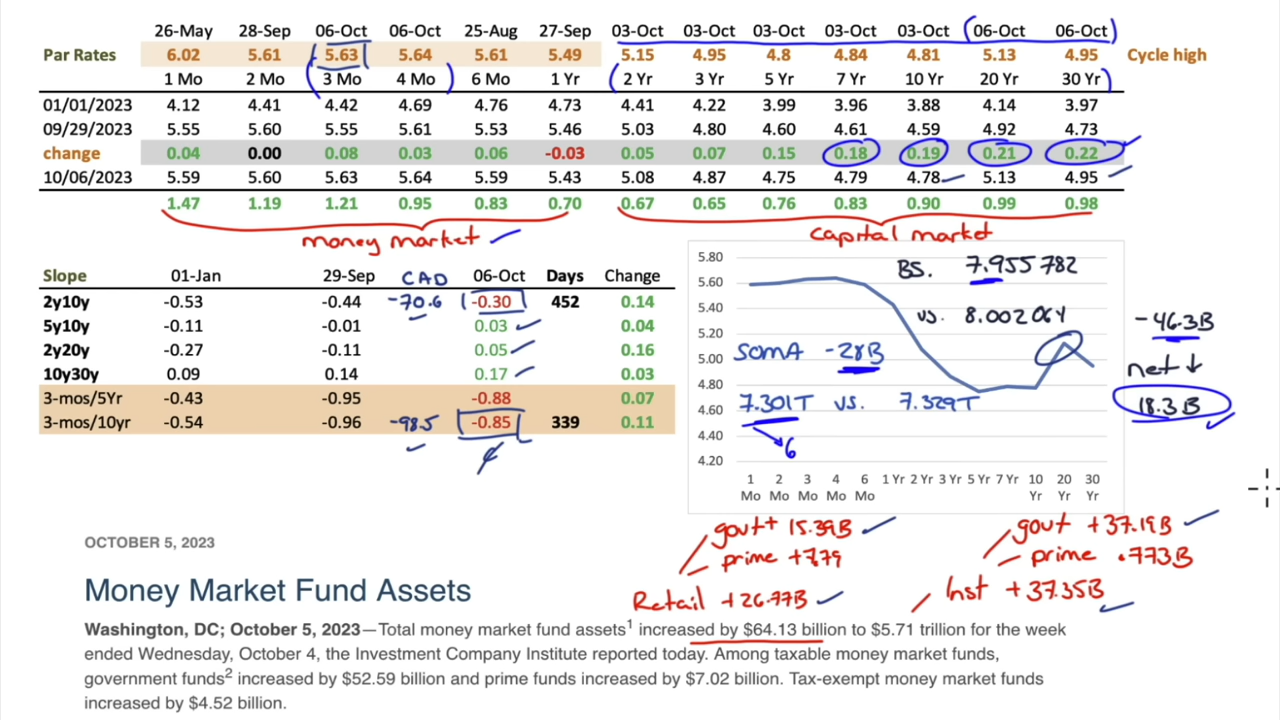 26-May 28-Sep 06-Oct 06-Oct 25-Aug 27-Sep 03-Oct 03-Oct 03-Oct 03-Oct 03-Oct 06-Oct 06-Oct
Par Rates 6.02 5.61 5.63 5.64 5.61 5.49 5.15 4.95 4.8 4.84 4.81 5.13 4.95 Cycle high
1 Mo 2 Mo 3 Mo 4 Mo 6 Mo 1 Yr 2 Yr 3 Yr 5 Yr 7 Yr 10 Yr 20 Yr 30 Yr
01/01/2023 4.12 4.41 4.42 4.69 4.76 4.73 4.41 4.22 3.99 3.96 3.88 4.14 3.97
09/29/2023 5.55 5.60 5.55 5.61 5.53 5.46 5.03 4.80 4.60 4.61 4.59 4.92 4.73
change 0.04 0.00 0.08 0.03 0.06 -0.03 0.05 0.07 0.15 0.18 0.19 0.21 0.22
10/06/2023 5.59 5.60 5.63 5.64 5.59 5.43 5.08 4.87 4.75 4.79 4.78 5.13 4.95
1.47 1.19 1.21 0.95 0.83 0.70 0.67 0.65 0.76 0.83 0.90 0.99 0.98
money market capital market
Slope 01-Jan 29-Sep CAD 06-Oct Days Change
2y10y -0.53 -0.44 -70.6 -0.30 452 0.14
5y10y -0.11 -0.01 0.03 0.04
2y20y -0.27 -0.11 0.05 0.16
10y30y 0.09 0.14 0.17 0.03
3-mos/5Yr -0.43 -0.95 -0.88 0.07
3-mos/10yr -0.54 -0.96 -98.5 -0.85 339 0.11
5.80
5.60
5.40
5.20
5.00
4.80
4.60
4.40
4.20
BS. 7.955782
vs. 8.002064
SOMA -28B
7.301T vs. 7.329T
6
1 Mo 2 Mo 3 Mo 4 Mo 6 Mo 1 Yr 2 Yr 3 Yr 5 Yr 7 Yr 10 Yr 20 Yr 30 Yr
-46.3B
net ↓
18.3B
govt + 15.39B
prime +7.79
Retail +26.77B
govt +37.19B
prime .773B
Inst +37.35B
OCTOBER 5, 2023
Money Market Fund Assets
Washington, DC; October 5, 2023—Total money market fund assets1 increased by $64.13 billion to $5.71 trillion for the week
ended Wednesday, October 4, the Investment Company Institute reported today. Among taxable money market funds,
government funds2 increased by $52.59 billion and prime funds increased by $7.02 billion. Tax-exempt money market funds
increased by $4.52 billion.